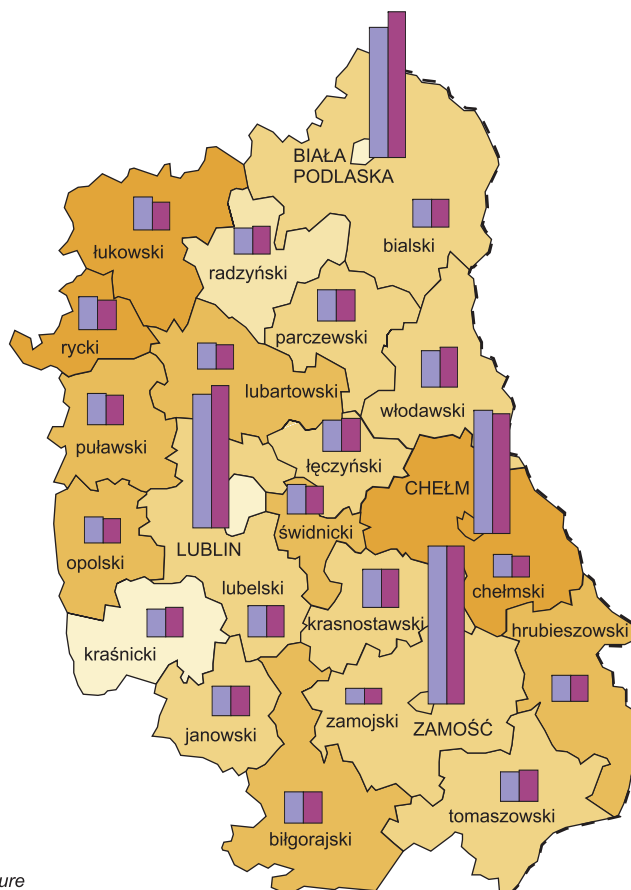 BIAŁA
PODLASKA
bialski
łukowski
radzyński
rycki
parczewski
lubartowski
włodawski
puławski
łęczyński
CHEŁM
świdnicki
LUBLIN
opolski
lubelski
chełmski
krasnostawski
hrubieszowski
kraśnicki
zamojski
ZAMOŚĆ
janowski
tomaszowski
biłgorajski
ure